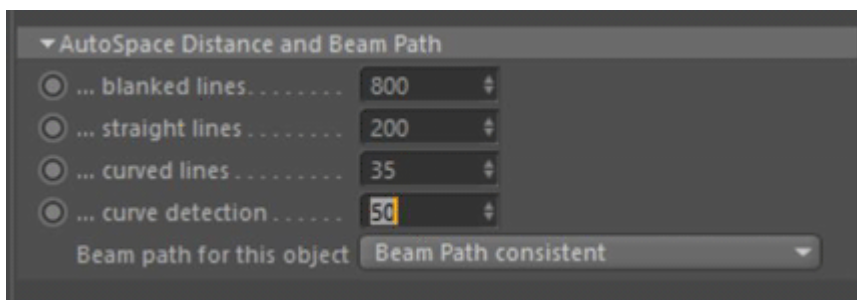 AutoSpace Distance and Beam Path
... blanked lines........ 800
... straight lines........ 200
... curved lines......... 35
... curve detection...... 50
Beam path for this object Beam Path consistent